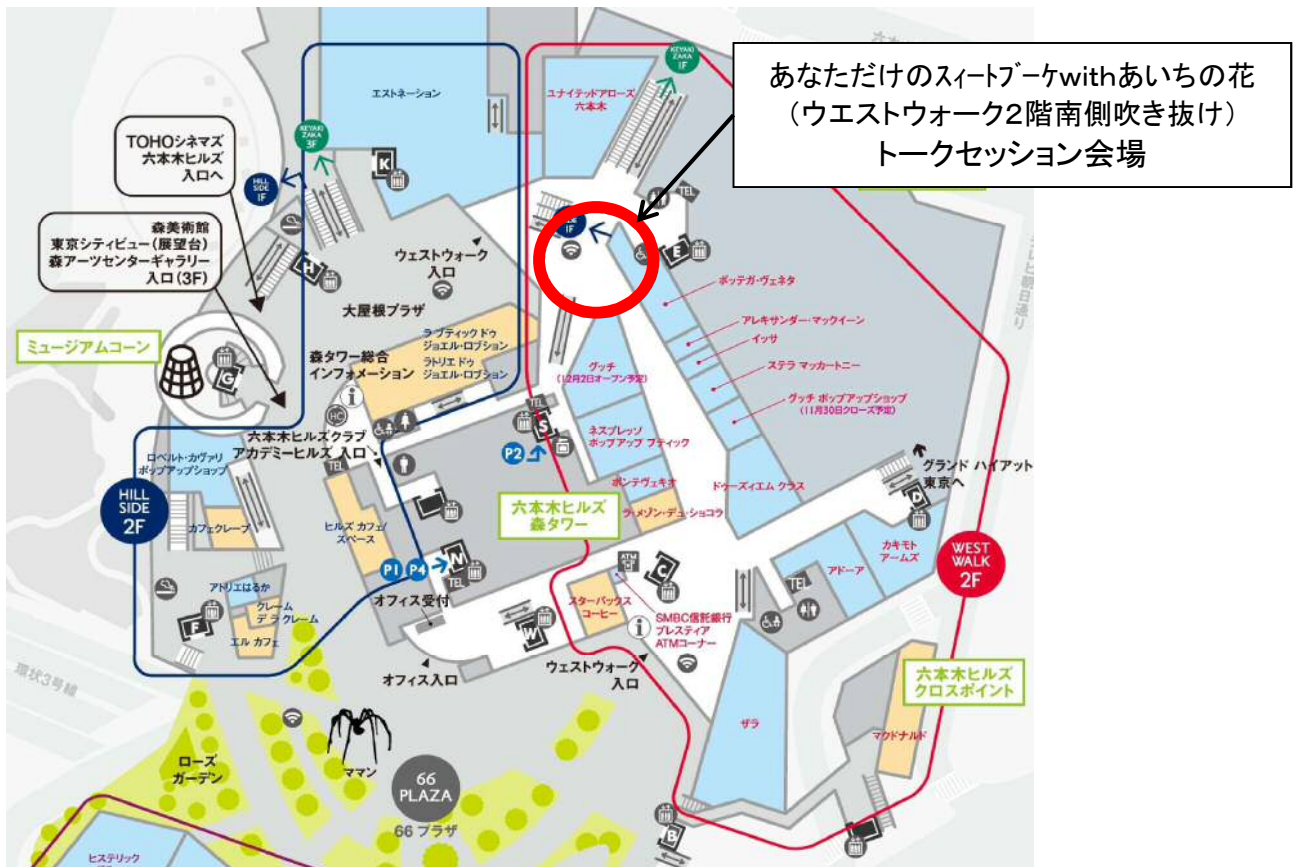 あなただけのスィートブーケwithあいちの花
（ウエストウォーク2階南側吹き抜け）
トークセッション会場
KEYAKI
ZAKA
1F
エストネーション
ユナイテッドアローズ
六本木
TOHOシネマズ
六本木ヒルズ
入口へ
KEYAKI
ZAKA
3F
K
HILL
SIDE
1F
TEL
1F
E
森美術館
東京シティビュー（展望台）
森アーツセンターギャラリー
入口（3F）
H
ウェストウォーク
入口
大屋根プラザ
ボッテガ・ヴェネタ
テレビ朝日通り
アレキサンダー・マックイーン
イッサ
ステラ マッカートニー
グッチ ポップアップショップ
（11月30日クローズ予定）
ミュージアムコーン
G
森タワー総合
インフォメーション
ラ ブティック ドゥ
ジョエル・ロブション
ラトリエ ドゥ
ジョエル・ロブション
グッチ
（12月2日オープン予定）
HC
TEL
S
P2
ネスプレッソ
ポップアップ ブティック
六本木ヒルズクラブ
アカデミーヒルズ 入口
TEL
ロベルト・カヴァリ
ポップアップショップ
HILL
SIDE
2F
カフェクレープ
ヒルズ カフェ/
スペース
六本木ヒルズ
森タワー
ポンテヴェキオ
ラ・メゾン・デュ・ショコラ
ドゥーズィエム クラス
グランド ハイアット
東京へ
D
カキモト
アームズ
アドーア
WEST
WALK
2F
P1
P4
N
TEL
ATM
C
TEL
アトリエはるか
クレーム
デ ラ クレーム
エル カフェ
F
オフィス受付
W
スターバックス
コーヒー
SMBC信託銀行
プレスティア
ATMコーナー
オフィス入口
ウェストウォーク
入口
六本木ヒルズ
クロスポイント
環状3号線
ザラ
マクドナルド
ローズ
ガーデン
ママン
66
PLAZA
66 プラザ
B
ヒステリック